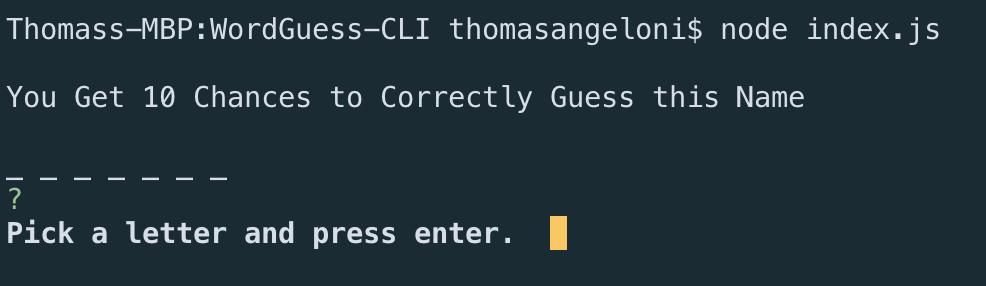 Thomass-MBP:WordGuess-CLI thomasangeloni$ node index.js
You Get 10 Chances to Correctly Guess this Name
_ _ _ _ _ _ _
?
Pick a letter and press enter.